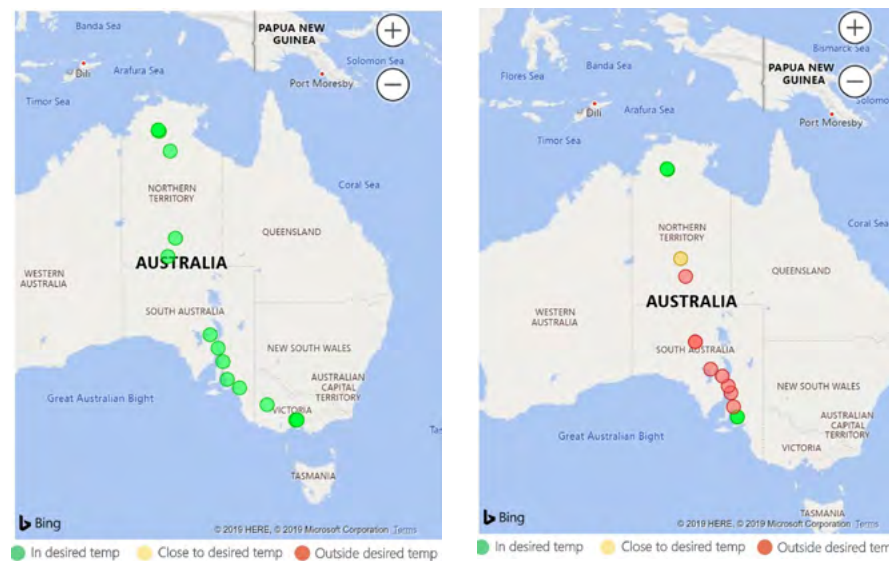 Banda Sea
PAPUA NEW
GUINEA
Solomon Sea
Dili
Arafura Sea
Port Moresby
Timor Sea
Coral Sea
NORTHERN
TERRITORY
QUEENSLAND
AUSTRALIA
WESTERN
AUSTRALIA
SOUTH AUSTRALIA
NEW SOUTH WALES
AUSTRALIAN
CAPITAL
TERRITORY
Great Australian Bight
VICTORIA
Tas
TASMANIA
Bing
© 2019 HERE, © 2019 Microsoft Corporation Terms
In desired temp
Close to desired temp
Outside desired temp
Bismarck Sea
Banda Sea
PAPUA NEW
GUINEA
Flores Sea
Solomo
Dili
Arafura Sea
Port Moresby
Timor Sea
Coral Sea
NORTHERN
TERRITORY
QUEENSLAND
AUSTRALIA
WESTERN
AUSTRALIA
SOUTH AUSTRALIA
NEW SOUTH WALES
AUSTRALIAN
CAPITAL
TERRITORY
Great Australian Bight
VICTORIA
TASMANIA
Bing
© 2019 HERE, © 2019 Microsoft Corporation Terms
In desired temp
Close to desired temp
Outside desired tem